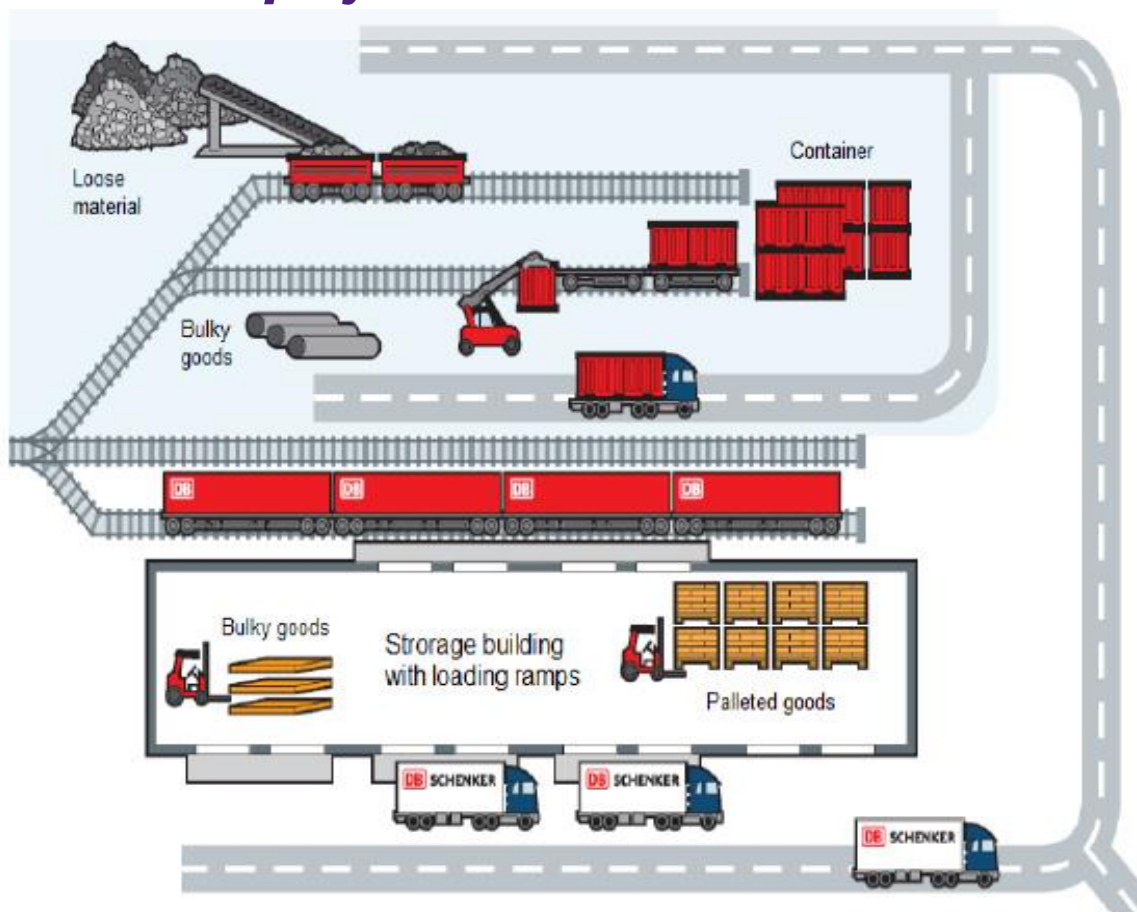 Loose
material
Container
Bulky
goods
DB
DB
DB
DB
Bulky goods
Strorage building
with loading ramps
Palleted goods
DB SCHENKER
DB SCHENKER
DB SCHENKER